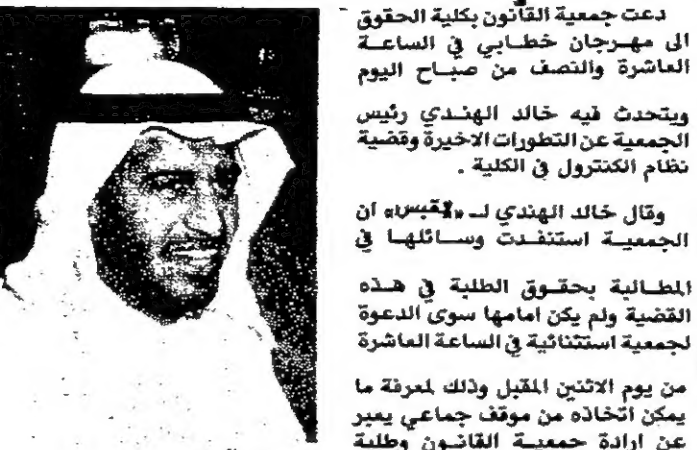 دعت جمعية القانون بكلية الحقوق
الى مهرجان خطابي في الساعة
العاشرة والنصف من صباح اليوم
ويتحدث فيه خالد الهندي رئيس
الجمعية عن التطورات الاخيرة وقضية
نظام الكنترول في الكلية .
وقال خالد الهندي لـ «القبس» ان
الجمعية استنفدت وسائلها في
المطالبة بحقوق الطلبة في هذه
القضية ولم يكن امامها سوى الدعوة
لجمعية استثنائية في الساعة العاشرة
من يوم الاثنين المقبل وذلك لمعرفة ما
يمكن اتخاذه من موقف جماعي يعبر
عن ارادة جمعية القانون وطلبة